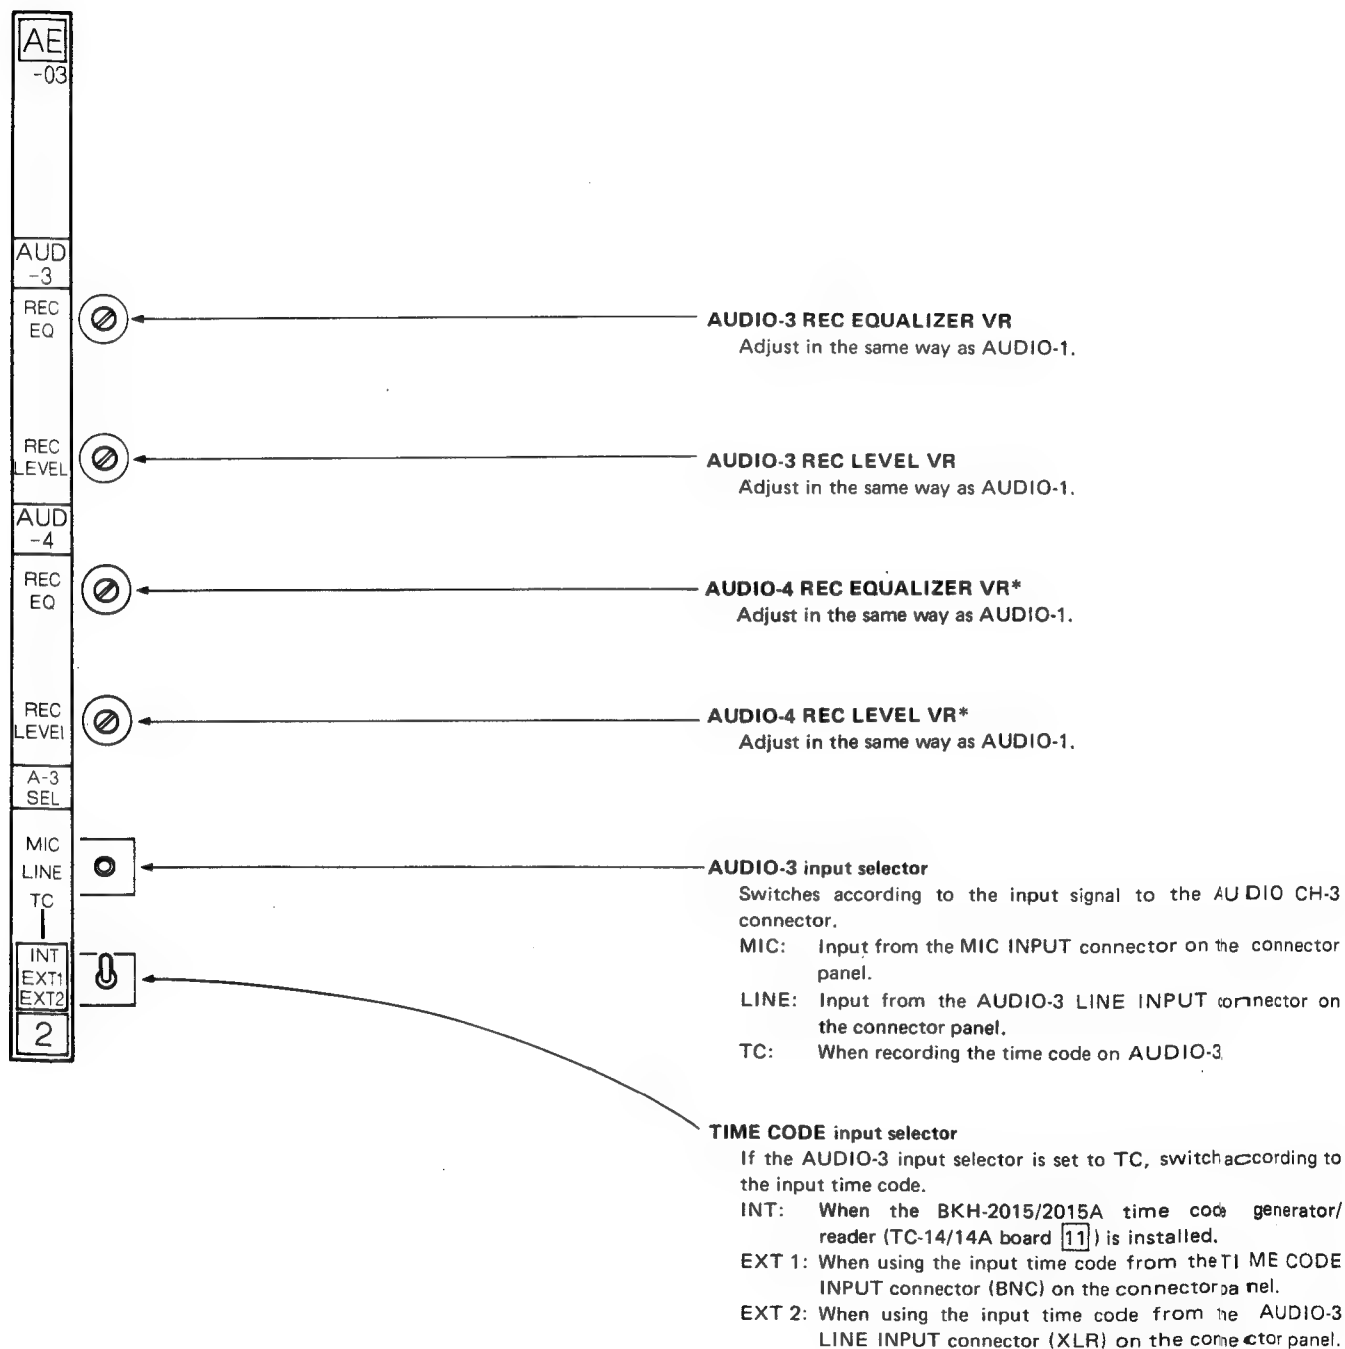 AE
-03
AUD
-3
REC
EQ
AUDIO-3 REC EQUALIZER VR
Adjust in the same way as AUDIO-1.
REC
LEVEL
AUDIO-3 REC LEVEL VR
Adjust in the same way as AUDIO-1.
AUD
-4
REC
EQ
AUDIO-4 REC EQUALIZER VR*
Adjust in the same way as AUDIO-1.
REC
LEVEL
AUDIO-4 REC LEVEL VR*
Adjust in the same way as AUDIO-1.
A-3
SEL
MIC
LINE
TC
INT
EXT1
EXT2
2
AUDIO-3 input selector
Switches according to the input signal to the AUDIO CH-3
connector.
MIC: Input from the MIC INPUT connector on the connector
panel.
LINE: Input from the AUDIO-3 LINE INPUT connector on
the connector panel.
TC: When recording the time code on AUDIO-3.
TIME CODE input selector
If the AUDIO-3 input selector is set to TC, switch according to
the input time code.
INT: When the BKH-2015/2015A time code generator/
reader (TC-14/14A board 11) is installed.
EXT 1: When using the input time code from the TIME CODE
INPUT connector (BNC) on the connector panel.
EXT 2: When using the input time code from the AUDIO-3
LINE INPUT connector (XLR) on the connector panel.